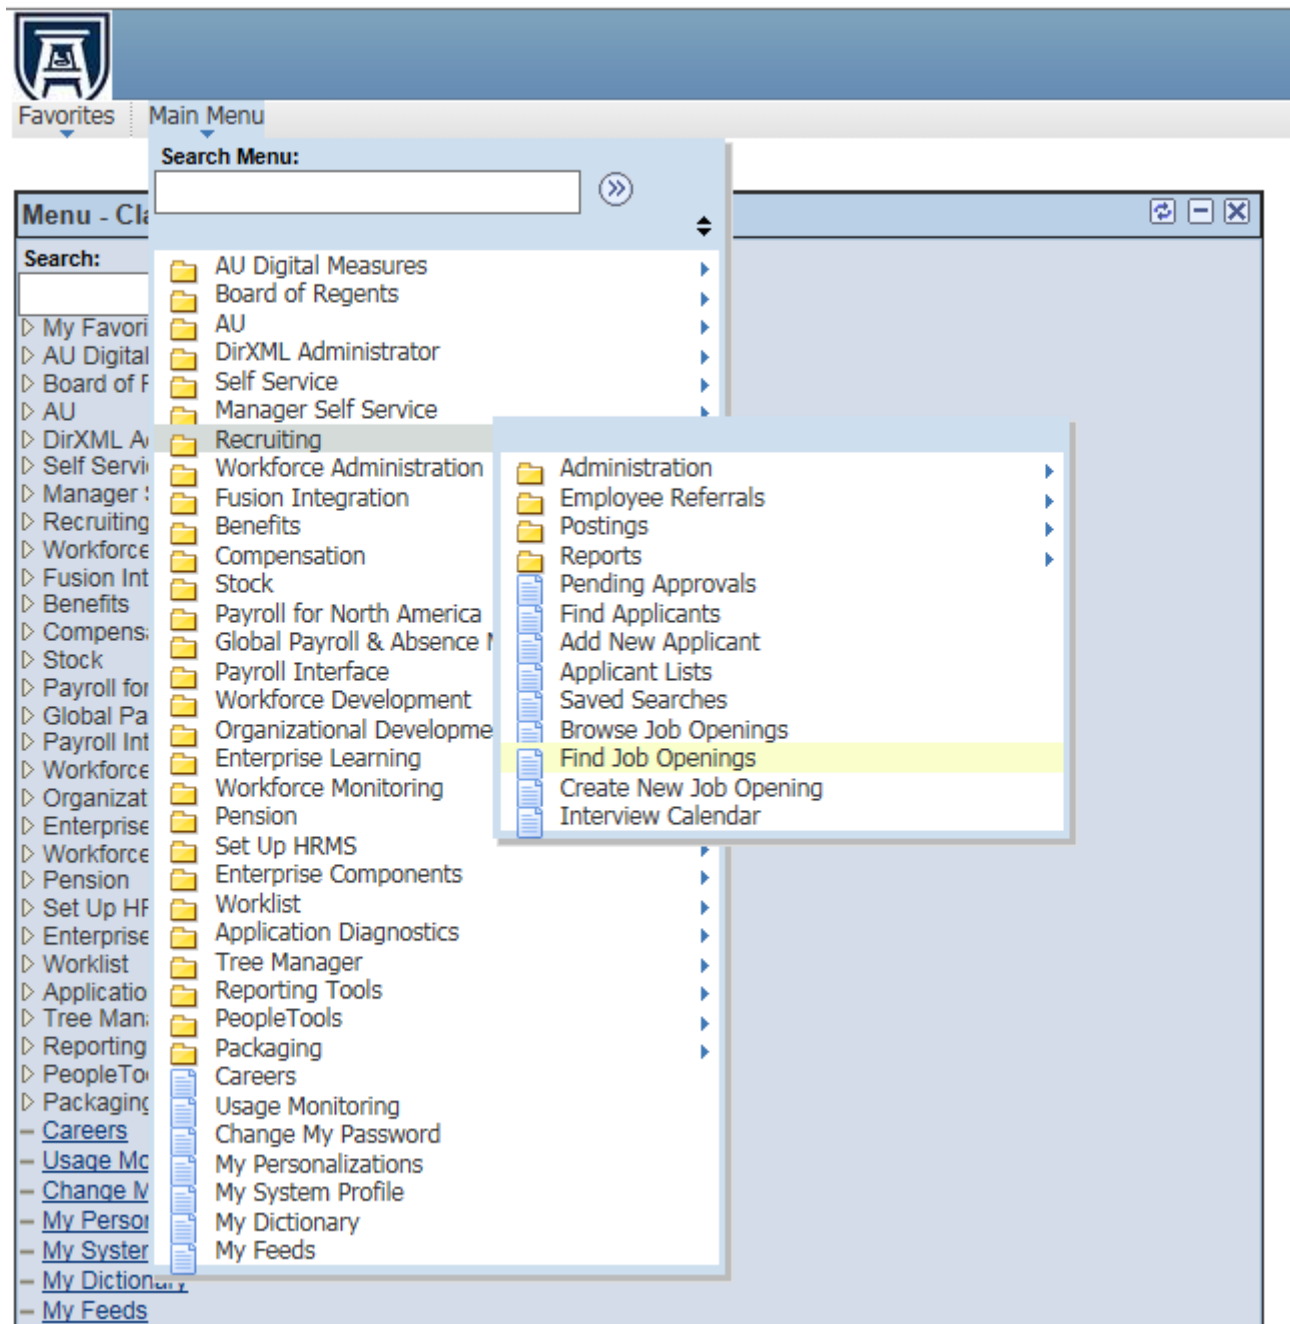 Favorites
Main Menu
Search Menu:
Menu - Cla
Search:
My Favori
AU Digital
Board of F
AU
DirXML A
Self Servi
Manager
Recruiting
Workforce
Fusion Int
Benefits
Compens
Stock
Payroll for
Global Pa
Payroll Int
Workforce
Organizat
Enterprise
Workforce
Pension
Set Up HF
Enterprise
Worklist
Applicatio
Tree Man
Reporting
PeopleTo
Packaging
Careers
Usage Mo
Change M
My Person
My System
My Dictionary
My Feeds
AU Digital Measures
Board of Regents
AU
DirXML Administrator
Self Service
Manager Self Service
Recruiting
Workforce Administration
Fusion Integration
Benefits
Compensation
Stock
Payroll for North America
Global Payroll & Absence
Payroll Interface
Workforce Development
Organizational Developme
Enterprise Learning
Workforce Monitoring
Pension
Set Up HRMS
Enterprise Components
Worklist
Application Diagnostics
Tree Manager
Reporting Tools
PeopleTools
Packaging
Careers
Usage Monitoring
Change My Password
My Personalizations
My System Profile
My Dictionary
My Feeds
Administration
Employee Referrals
Postings
Reports
Pending Approvals
Find Applicants
Add New Applicant
Applicant Lists
Saved Searches
Browse Job Openings
Find Job Openings
Create New Job Opening
Interview Calendar